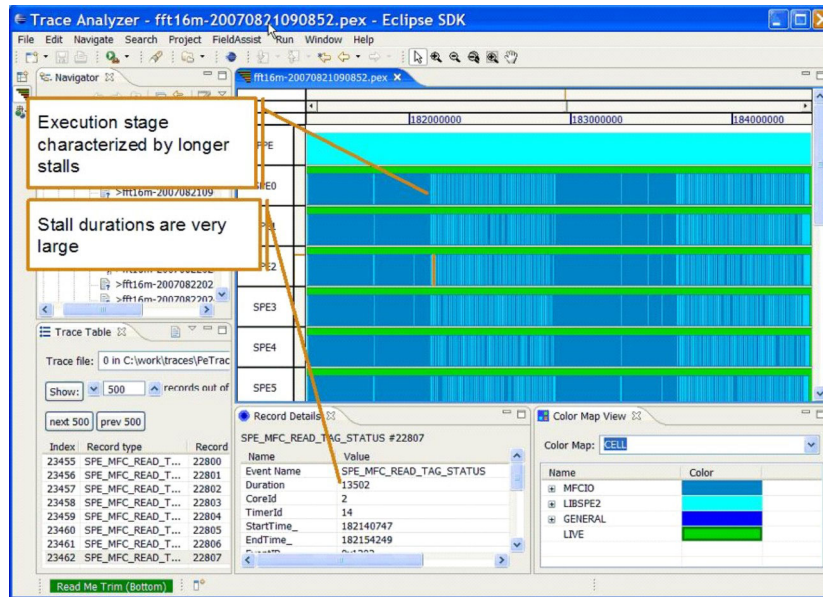 Trace Analyzer - fft16m-20070821090852.pex - Eclipse SDK
File Edit Navigate Search Project FieldAssist Run Window Help
Navigator
fft16m-20070821090852.pex
182000000 183000000 184000000
Execution stage
characterized by longer
stalls
SPE0
>fft16m-2007082109
Stall durations are very
large
SPE2
>fft16m-2007082202
>fft16m-2007082202
SPE3
SPE4
SPE5
Trace Table
Trace file: 0 in C:\work\traces\PeTrac
Show: 500 records out of
next 500 prev 500
Index Record type Record
23455 SPE_MFC_READ_T... 22800
23456 SPE_MFC_READ_T... 22801
23457 SPE_MFC_READ_T... 22802
23458 SPE_MFC_READ_T... 22803
23459 SPE_MFC_READ_T... 22804
23460 SPE_MFC_READ_T... 22805
23461 SPE_MFC_READ_T... 22806
23462 SPE_MFC_READ_T... 22807
Record Details
SPE_MFC_READ_TAG_STATUS #22807
Name Value
Event Name SPE_MFC_READ_TAG_STATUS
Duration 13502
CoreId 2
TimerId 14
StartTime_ 182140747
EndTime_ 182154249
Color Map View
Color Map: CELL
Name Color
MFCIO
LIBSPE2
GENERAL
LIVE
Read Me Trim (Bottom)